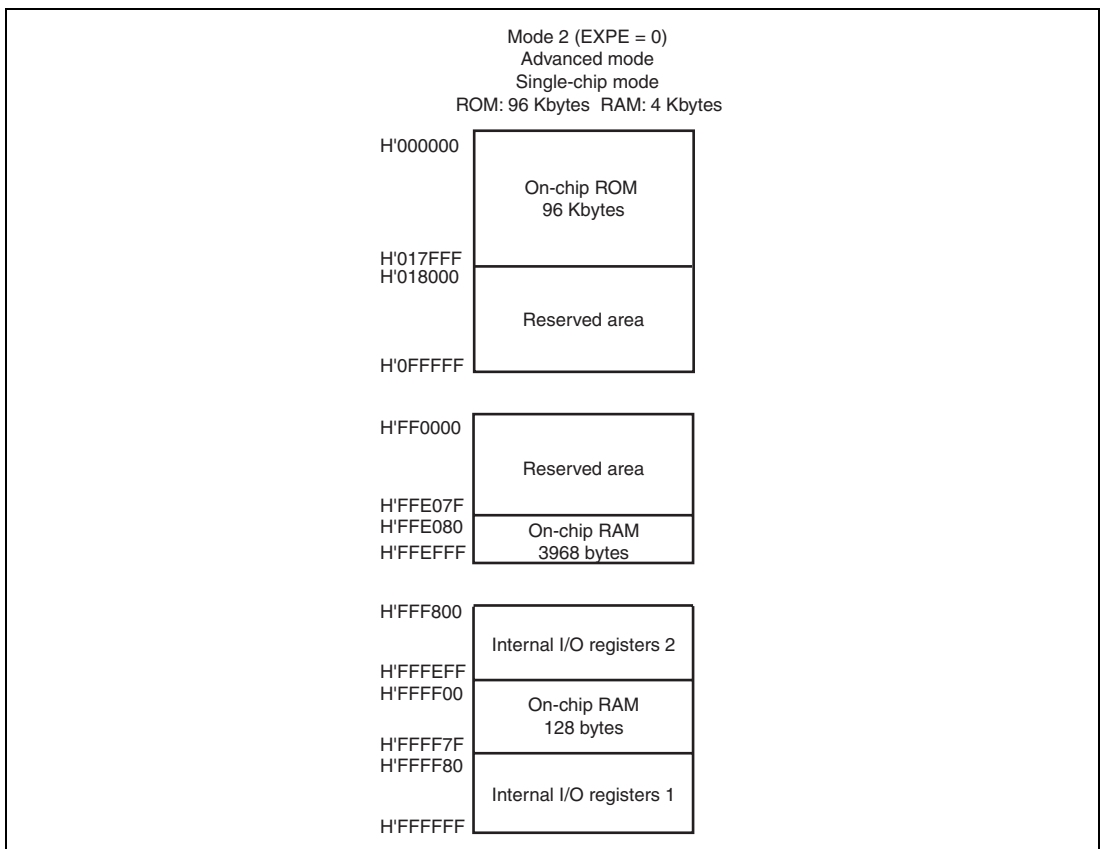 Mode 2 (EXPE = 0)
Advanced mode
Single-chip mode
ROM: 96 Kbytes  RAM: 4 Kbytes
H'000000
On-chip ROM
96 Kbytes
H'017FFF
H'018000
Reserved area
H'0FFFFF
H'FF0000
Reserved area
H'FFE07F
H'FFE080
On-chip RAM
H'FFEFFF
3968 bytes
H'FFF800
Internal I/O registers 2
H'FFFEFF
H'FFFF00
On-chip RAM
128 bytes
H'FFFF7F
H'FFFF80
Internal I/O registers 1
H'FFFFFF